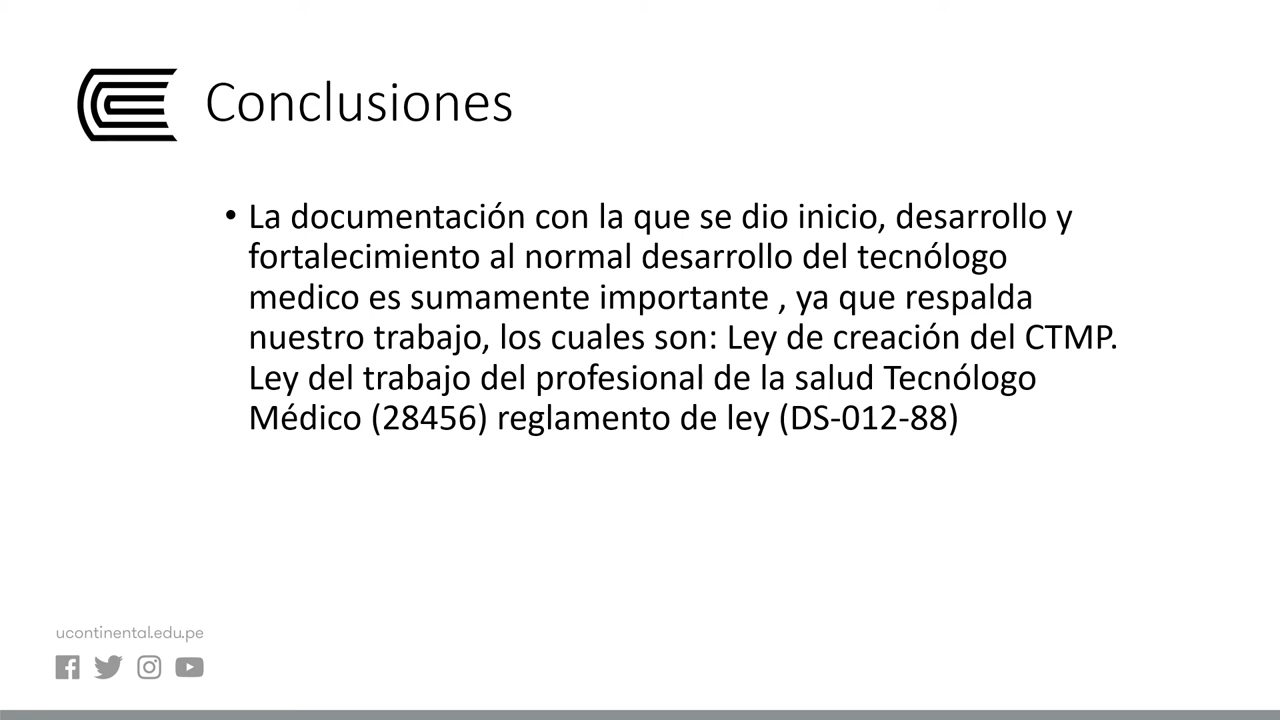 Conclusiones
• La documentación con la que se dio inicio, desarrollo y
fortalecimiento al normal desarrollo del tecnólogo
medico es sumamente importante , ya que respalda
nuestro trabajo, los cuales son: Ley de creación del CTMP.
Ley del trabajo del profesional de la salud Tecnólogo
Médico (28456) reglamento de ley (DS-012-88)
ucontinental.edu.pe